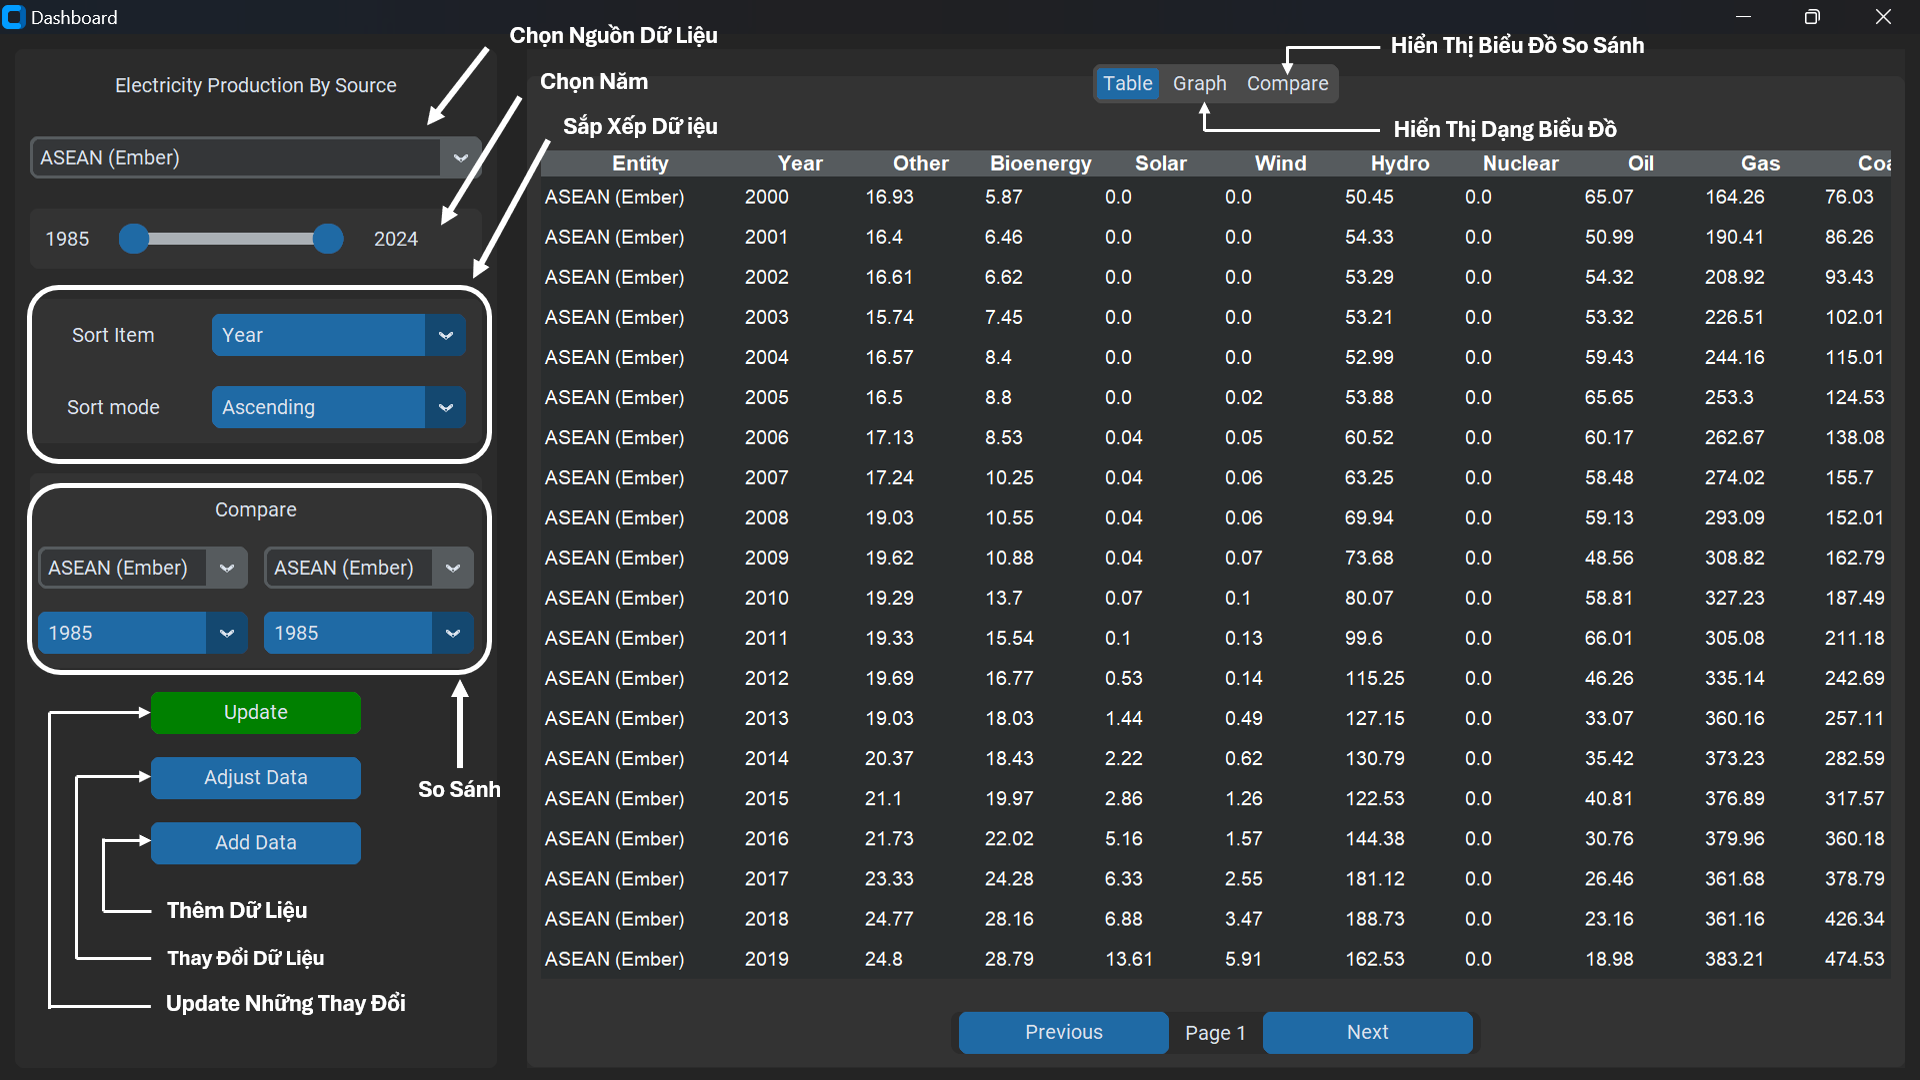 Dashboard
Chọn Nguồn Dữ Liệu
Hiển Thị Biểu Đồ So Sánh
Electricity Production By Source
Chọn Năm
Table Graph Compare
Sắp Xếp Dữ iệu
Hiển Thị Dạng Biểu Đồ
ASEAN (Ember)
1985 2024
Sort Item Year
Sort mode Ascending
Compare
ASEAN (Ember) ASEAN (Ember)
1985 1985
Update
Adjust Data
So Sánh
Add Data
Thêm Dữ Liệu
Thay Đổi Dữ Liệu
Update Những Thay Đổi
Entity Year Other Bioenergy Solar Wind Hydro Nuclear Oil Gas Coa
ASEAN (Ember) 2000 16.93 5.87 0.0 0.0 50.45 0.0 65.07 164.26 76.03
ASEAN (Ember) 2001 16.4 6.46 0.0 0.0 54.33 0.0 50.99 190.41 86.26
ASEAN (Ember) 2002 16.61 6.62 0.0 0.0 53.29 0.0 54.32 208.92 93.43
ASEAN (Ember) 2003 15.74 7.45 0.0 0.0 53.21 0.0 53.32 226.51 102.01
ASEAN (Ember) 2004 16.57 8.4 0.0 0.0 52.99 0.0 59.43 244.16 115.01
ASEAN (Ember) 2005 16.5 8.8 0.0 0.02 53.88 0.0 65.65 253.3 124.53
ASEAN (Ember) 2006 17.13 8.53 0.04 0.05 60.52 0.0 60.17 262.67 138.08
ASEAN (Ember) 2007 17.24 10.25 0.04 0.06 63.25 0.0 58.48 274.02 155.7
ASEAN (Ember) 2008 19.03 10.55 0.04 0.06 69.94 0.0 59.13 293.09 152.01
ASEAN (Ember) 2009 19.62 10.88 0.04 0.07 73.68 0.0 48.56 308.82 162.79
ASEAN (Ember) 2010 19.29 13.7 0.07 0.1 80.07 0.0 58.81 327.23 187.49
ASEAN (Ember) 2011 19.33 15.54 0.1 0.13 99.6 0.0 66.01 305.08 211.18
ASEAN (Ember) 2012 19.69 16.77 0.53 0.14 115.25 0.0 46.26 335.14 242.69
ASEAN (Ember) 2013 19.03 18.03 1.44 0.49 127.15 0.0 33.07 360.16 257.11
ASEAN (Ember) 2014 20.37 18.43 2.22 0.62 130.79 0.0 35.42 373.23 282.59
ASEAN (Ember) 2015 21.1 19.97 2.86 1.26 122.53 0.0 40.81 376.89 317.57
ASEAN (Ember) 2016 21.73 22.02 5.16 1.57 144.38 0.0 30.76 379.96 360.18
ASEAN (Ember) 2017 23.33 24.28 6.33 2.55 181.12 0.0 26.46 361.68 378.79
ASEAN (Ember) 2018 24.77 28.16 6.88 3.47 188.73 0.0 23.16 361.16 426.34
ASEAN (Ember) 2019 24.8 28.79 13.61 5.91 162.53 0.0 18.98 383.21 474.53
Previous Page 1 Next